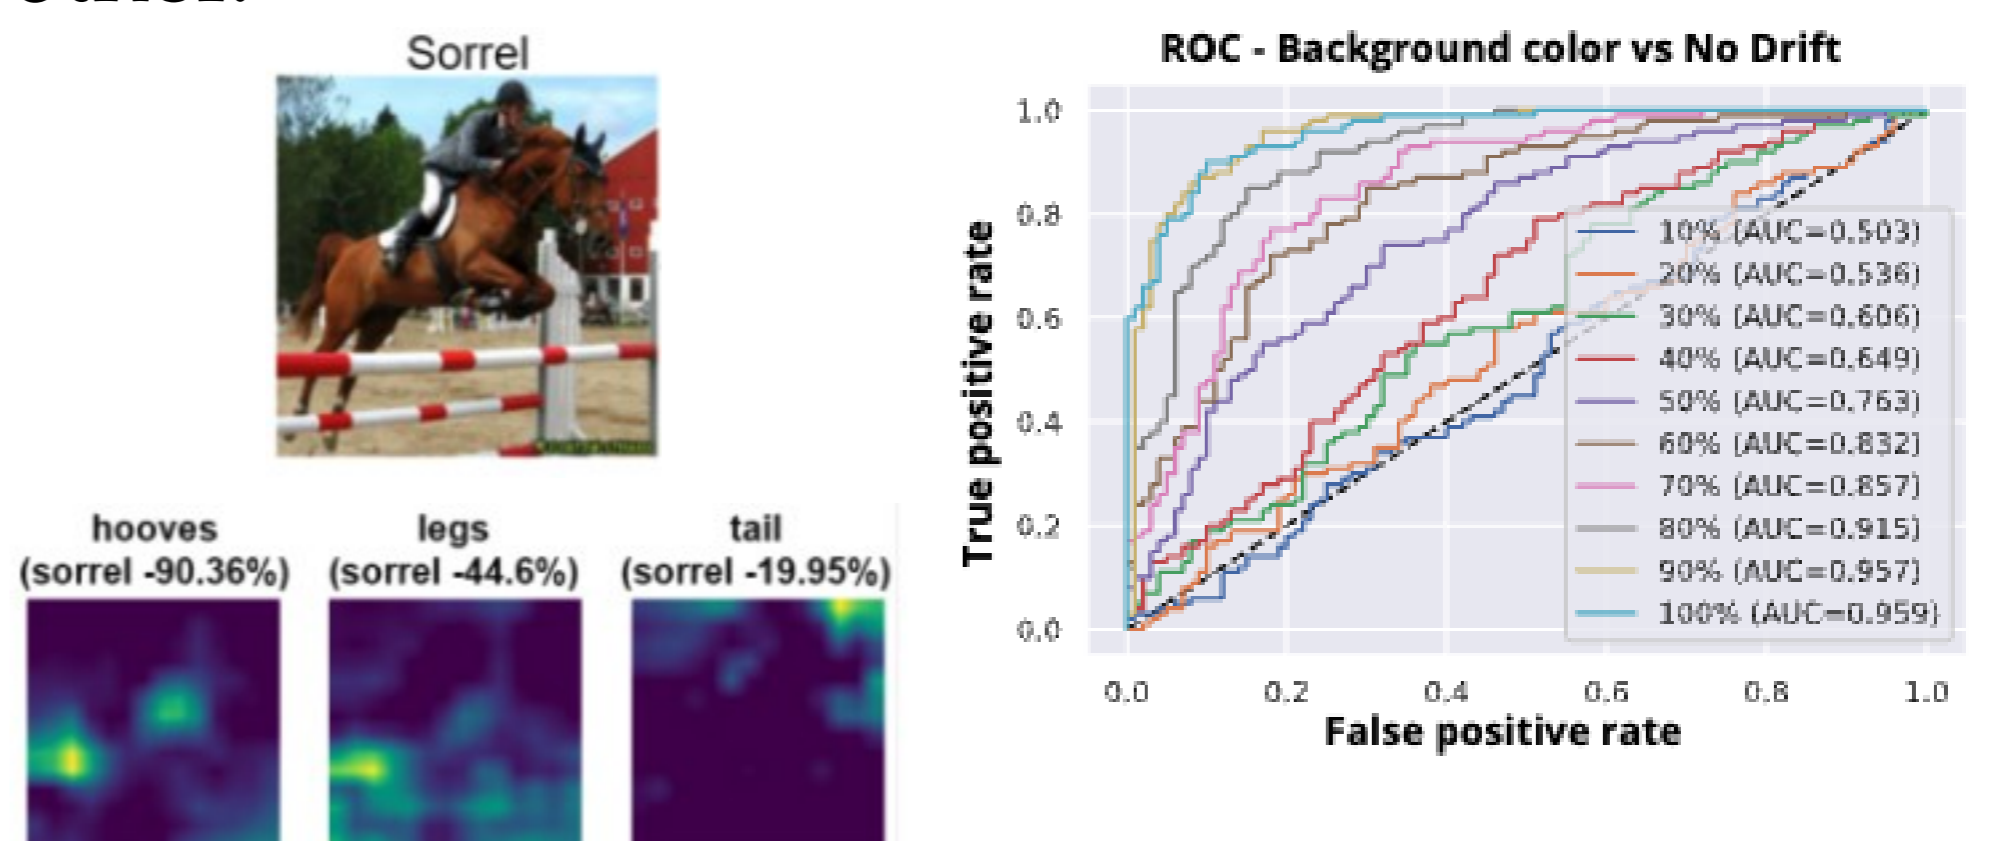 Sorrel
hooves
(sorrel -90.36%)
legs
(sorrel -44.6%)
tail
(sorrel -19.95%)
ROC - Background color vs No Drift
True positive rate
1.0
0.8
0.6
0.4
0.2
0.0
10% (AUC=0.503)
20% (AUC=0.536)
30% (AUC=0.606)
40% (AUC=0.649)
50% (AUC=0.763)
60% (AUC=0.832)
70% (AUC=0.857)
80% (AUC=0.915)
90% (AUC=0.957)
100% (AUC=0.959)
0.0 0.2 0.4 0.6 0.8 1.0
False positive rate